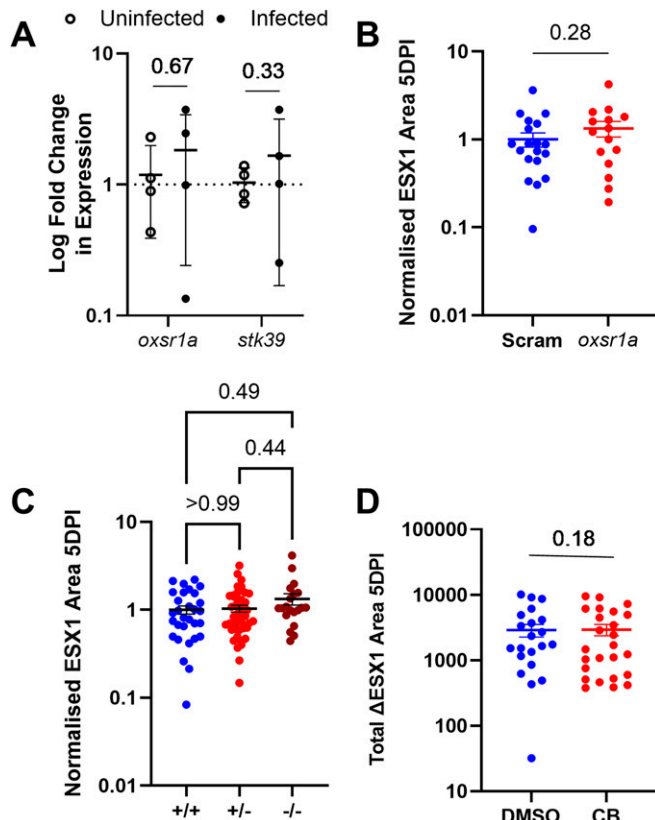 A
Uninfected Infected
0.67 0.33
Log Fold Change
in Expression
10
1
0.1
oxsr1a stk39
B
0.28
Normalised ESX1 Area 5DPI
10
1
0.1
0.01
Scram oxsr1a
C
0.49
0.44
>0.99
Normalised ESX1 Area 5DPI
10
1
0.1
0.01
+/+ +/- -/-
D
0.18
Total ΔESX1 Area 5DPI
100000
10000
1000
100
10
DMSO CB